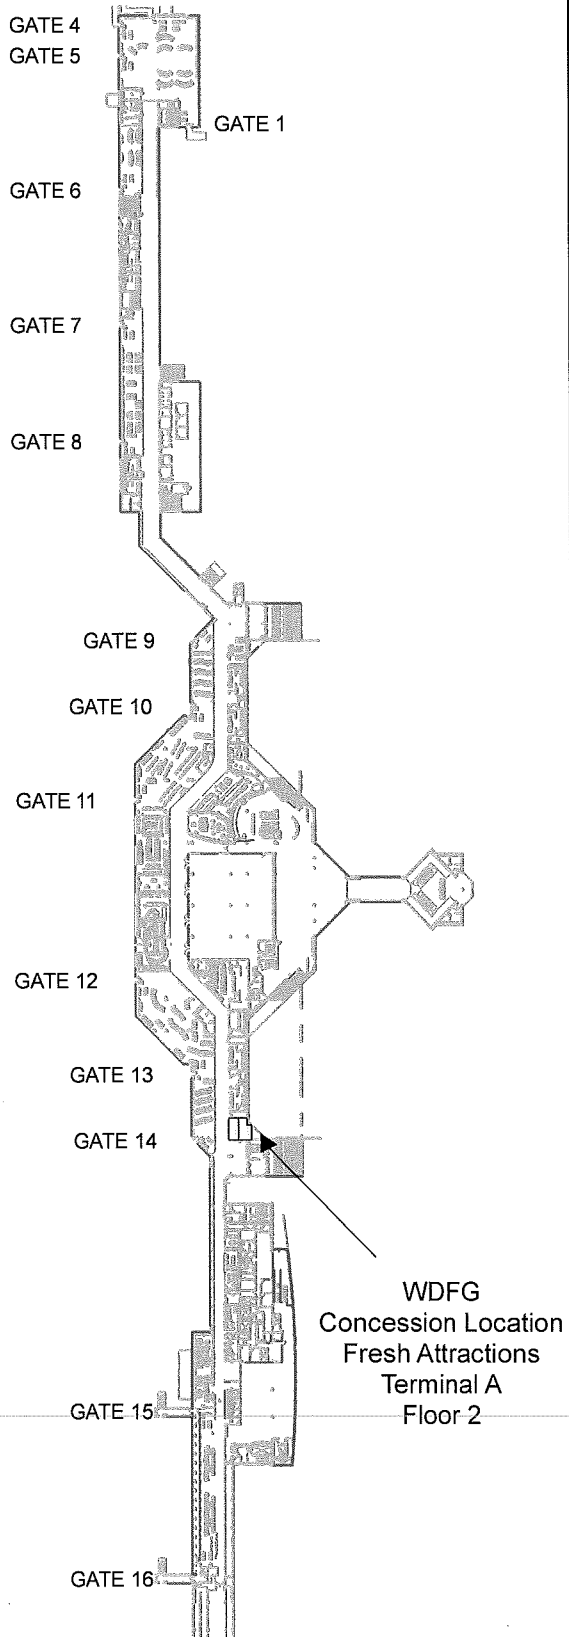 GATE 4
GATE 5
GATE 1
GATE 6
GATE 7
GATE 8
GATE 9
GATE 10
GATE 11
GATE 12
GATE 13
GATE 14
WDFG
Concession Location
Fresh Attractions
Terminal A
Floor 2
GATE 15
GATE 16